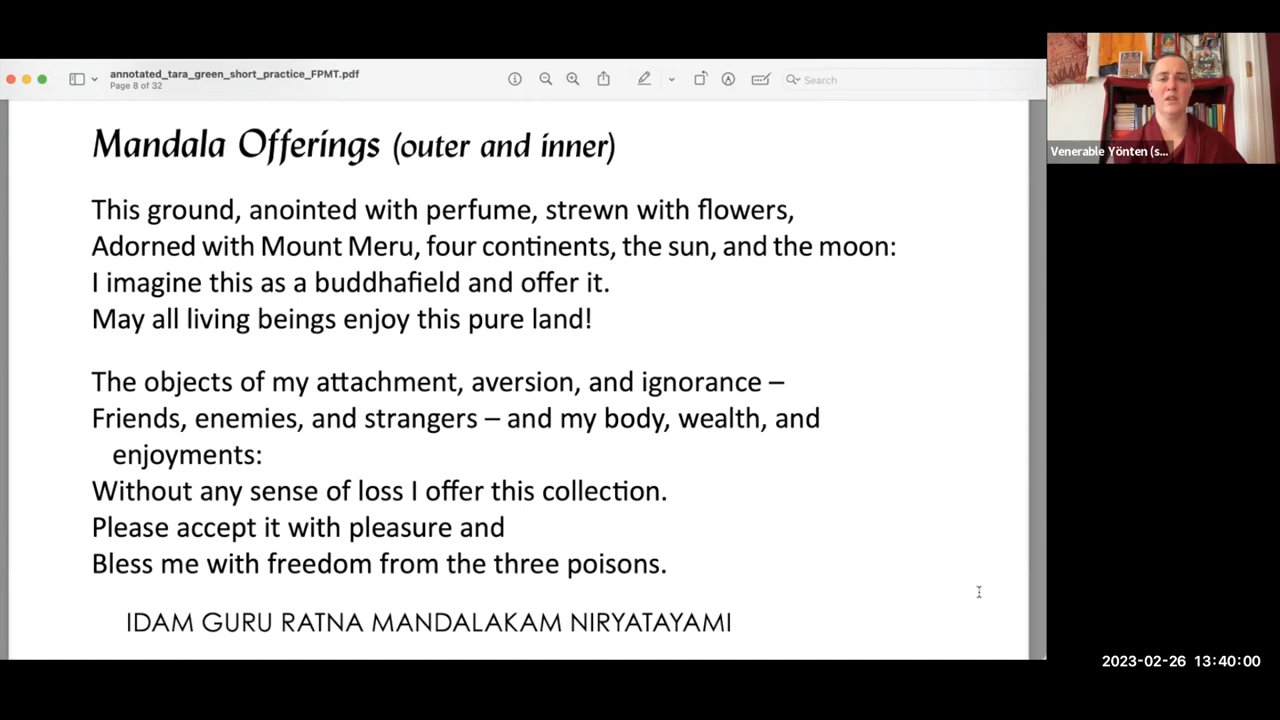 annotated_tara_green_short_practice_FPMT.pdf
Page 8 of 32
Search
Venerable Yönten (s...
Mandala Offerings (outer and inner)
This ground, anointed with perfume, strewn with flowers,
Adorned with Mount Meru, four continents, the sun, and the moon:
I imagine this as a buddhafield and offer it.
May all living beings enjoy this pure land!
The objects of my attachment, aversion, and ignorance –
Friends, enemies, and strangers – and my body, wealth, and
enjoyments:
Without any sense of loss I offer this collection.
Please accept it with pleasure and
Bless me with freedom from the three poisons.
IDAM GURU RATNA MANDALAKAM NIRYATAYAMI
2023-02-26 13:40:00